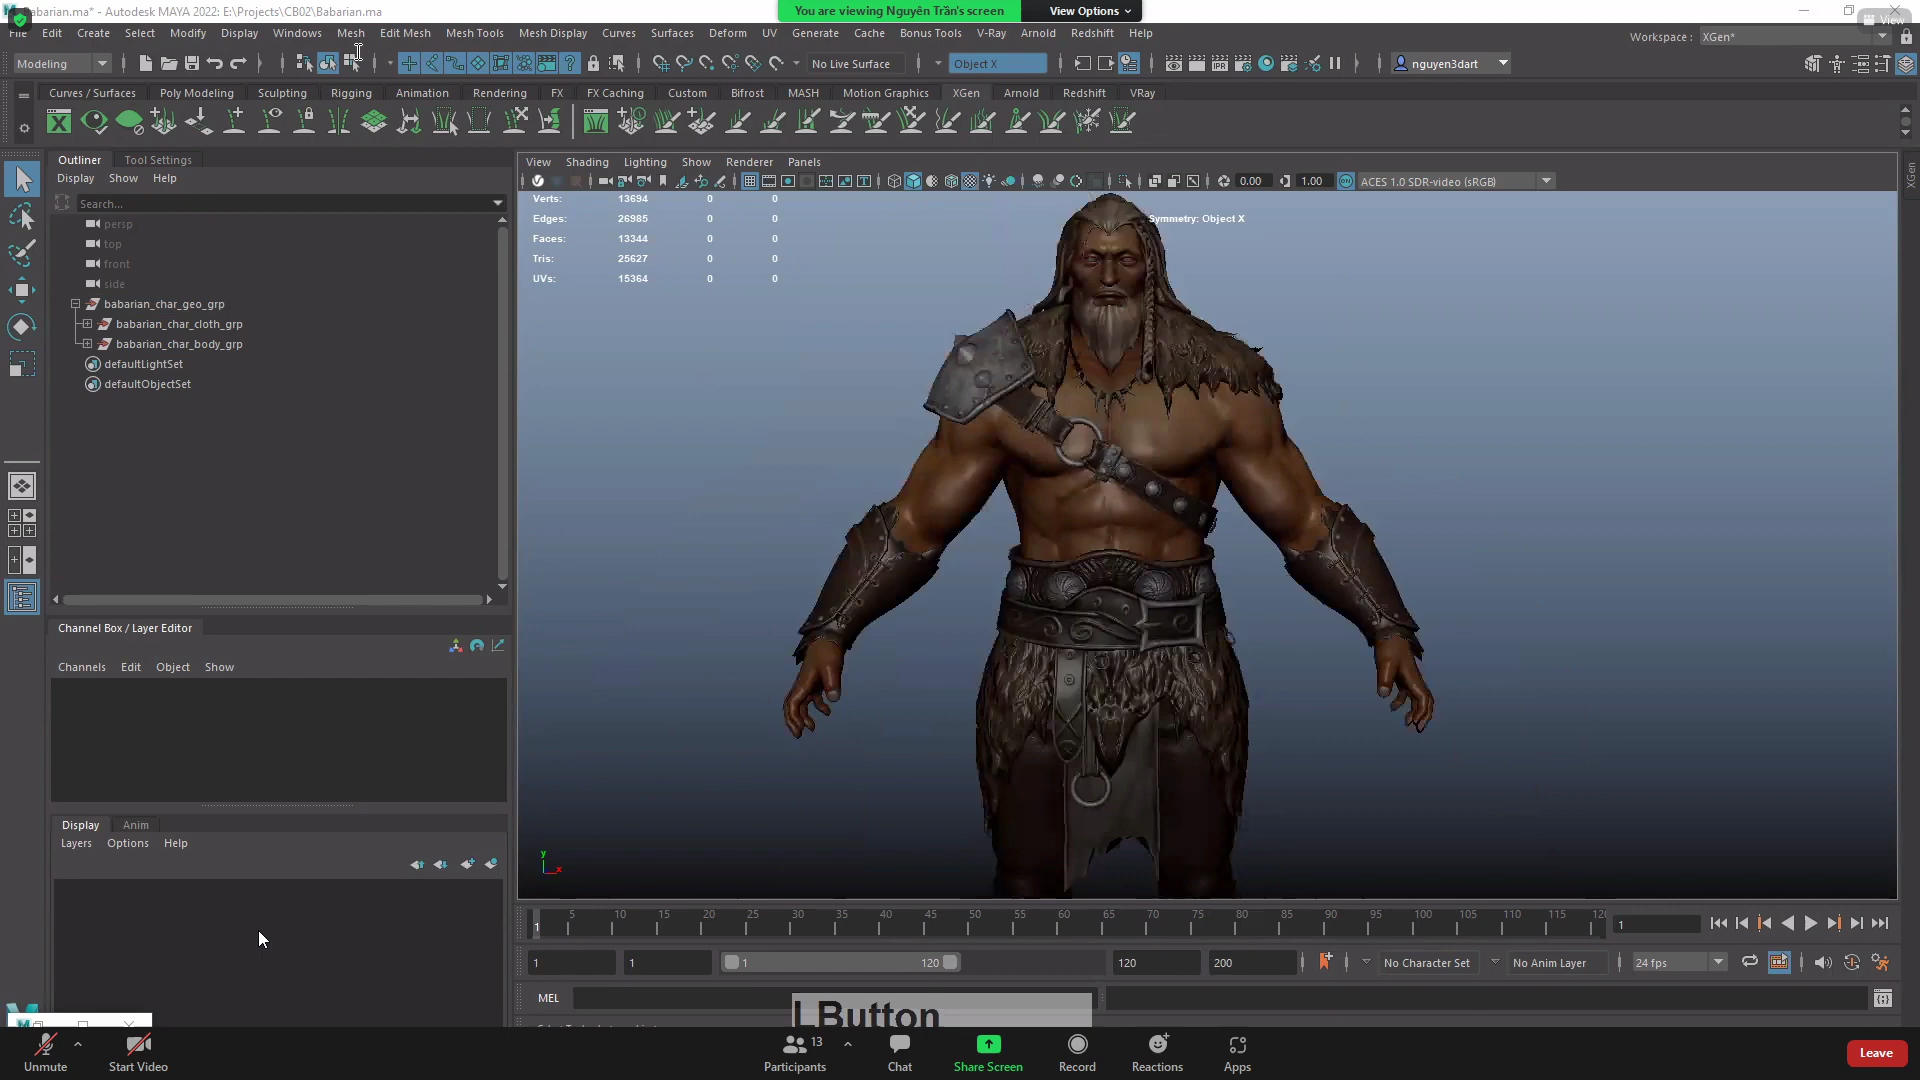 Babarian.ma* - Autodesk MAYA 2022: E:\Projects\CB02\Babarian.ma
You are viewing Nguyên Trần's screen
View Options
View
File Edit Create Select Modify Display Windows Mesh Edit Mesh Mesh Tools Mesh Display Curves Surfaces Deform UV Generate Cache Bonus Tools V-Ray Arnold Redshift Help
Workspace : XGen*
Modeling
No Live Surface
Object X
IPR
nguyen3dart
Curves / Surfaces Poly Modeling Sculpting Rigging Animation Rendering FX FX Caching Custom Bifrost MASH Motion Graphics XGen Arnold Redshift VRay
Outliner Tool Settings
Display Show Help
Search...
persp
top
front
side
babarian_char_geo_grp
babarian_char_cloth_grp
babarian_char_body_grp
defaultLightSet
defaultObjectSet
View Shading Lighting Show Renderer Panels
0.00 1.00 ON ACES 1.0 SDR-video (sRGB)
XGen
Verts: 13694 0 0
Edges: 26985 0 0
Faces: 13344 0 0
Tris: 25627 0 0
UVs: 15364 0 0
Symmetry: Object X
y
x
Channel Box / Layer Editor
Channels Edit Object Show
Display Anim
Layers Options Help
1 5 10 15 20 25 30 35 40 45 50 55 60 65 70 75 80 85 90 95 100 105 110 115 1
1 1 1 120 120 200 No Character Set No Anim Layer 24 fps
MEL
LButton
Unmute Start Video Participants 13 Chat Share Screen Record Reactions Apps Leave